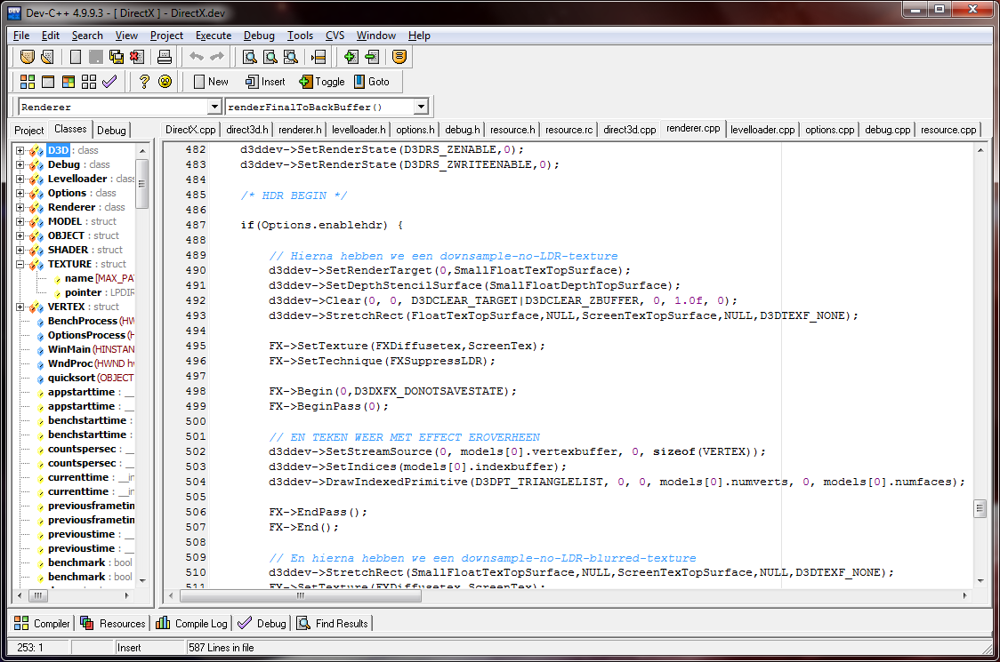 Dev-C++ 4.9.9.3 - [ DirectX ] - DirectX.dev
File Edit Search View Project Execute Debug Tools CVS Window Help
New Insert Toggle Goto
Renderer renderFinalToBackBuffer()
Project Classes Debug
DirectX.cpp direct3d.h renderer.h levelloader.h options.h debug.h resource.h resource.rc direct3d.cpp renderer.cpp levelloader.cpp options.cpp debug.cpp resource.cpp
D3D : class
Debug : class
Levelloader : class
Options : class
Renderer : class
MODEL : struct
OBJECT : struct
SHADER : struct
TEXTURE : struct
name [MAX_PA
pointer : LPDIR
VERTEX : struct
BenchProcess (HW
OptionsProcess (H
WinMain (HINSTAN
WndProc (HWND hw
quicksort (OBJECT
appstarttime : __
appstarttime : __
benchstarttime :
benchstarttime :
countspersec : __
countspersec : __
currenttime : __in
currenttime : __in
previousframetim
previousframetim
previoustime : __
previoustime : __
benchmark : bool
benchmark : bool
482 d3ddev->SetRenderState(D3DRS_ZENABLE,0);
483 d3ddev->SetRenderState(D3DRS_ZWRITEENABLE,0);
484
485 /* HDR BEGIN */
486
487 if(Options.enablehdr) {
488
489 // Hierna hebben we een downsample-no-LDR-texture
490 d3ddev->SetRenderTarget(0,SmallFloatTexTopSurface);
491 d3ddev->SetDepthStencilSurface(SmallFloatDepthTopSurface);
492 d3ddev->Clear(0, 0, D3DCLEAR_TARGET|D3DCLEAR_ZBUFFER, 0, 1.0f, 0);
493 d3ddev->StretchRect(FloatTexTopSurface,NULL,ScreenTexTopSurface,NULL,D3DTEXF_NONE);
494
495 FX->SetTexture(FXDiffusetex,ScreenTex);
496 FX->SetTechnique(FXSuppressLDR);
497
498 FX->Begin(0,D3DXFX_DONOTSAVESTATE);
499 FX->BeginPass(0);
500
501 // EN TEKEN WEER MET EFFECT EROVERHEEN
502 d3ddev->SetStreamSource(0, models[0].vertexbuffer, 0, sizeof(VERTEX));
503 d3ddev->SetIndices(models[0].indexbuffer);
504 d3ddev->DrawIndexedPrimitive(D3DPT_TRIANGLELIST, 0, 0, models[0].numverts, 0, models[0].numfaces);
505
506 FX->EndPass();
507 FX->End();
508
509 // En hierna hebben we een downsample-no-LDR-blurred-texture
510 d3ddev->StretchRect(SmallFloatTexTopSurface,NULL,ScreenTexTopSurface,NULL,D3DTEXF_NONE);
511 FX->SetTexture(FXDiffusetex,ScreenTex);
Compiler Resources Compile Log Debug Find Results
253: 1 Insert 587 Lines in file